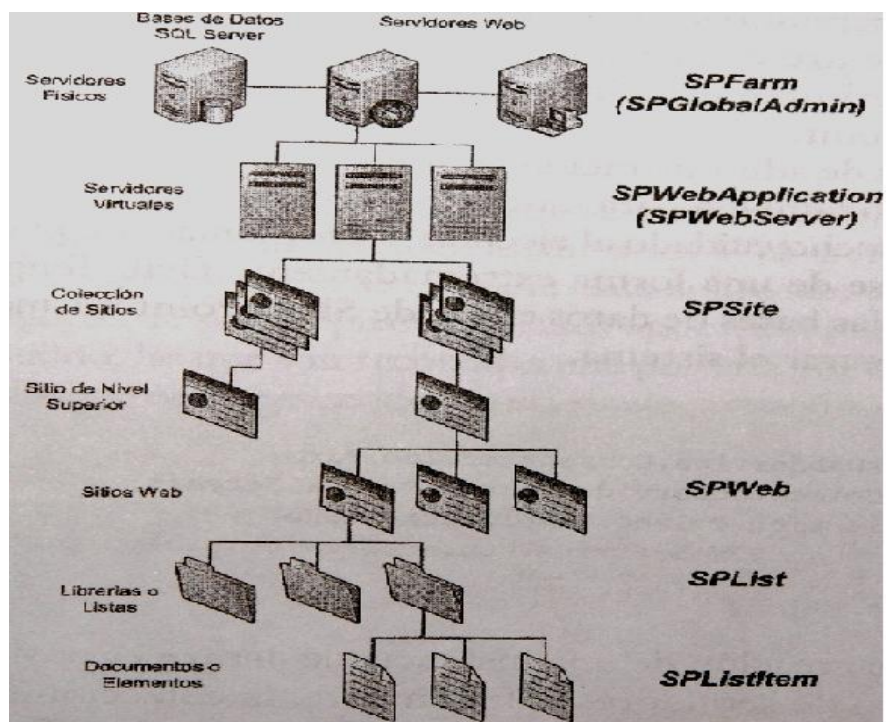 Bases de Datos
SQL Server
Servidores Web
Servidores
Físicos
SPFarm
(SPGlobalAdmin)
Servidores
Virtuales
SPWebApplication
(SPWebServer)
Colección
de Sitios
SPSite
Sitio de Nivel
Superior
Sitios Web
SPWeb
Librerías o
Listas
SPList
Documentos o
Elementos
SPListItem